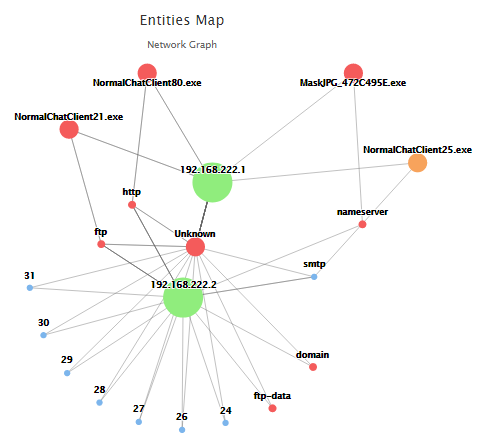 Entities Map
Network Graph
NormalChatClient80.exe
MaskJPG_472C495E.exe
NormalChatClient21.exe
NormalChatClient25.exe
192.168.222.1
http
nameserver
ftp
Unknown
smtp
31
192.168.222.2
30
29
domain
28
ftp-data
27
26
24